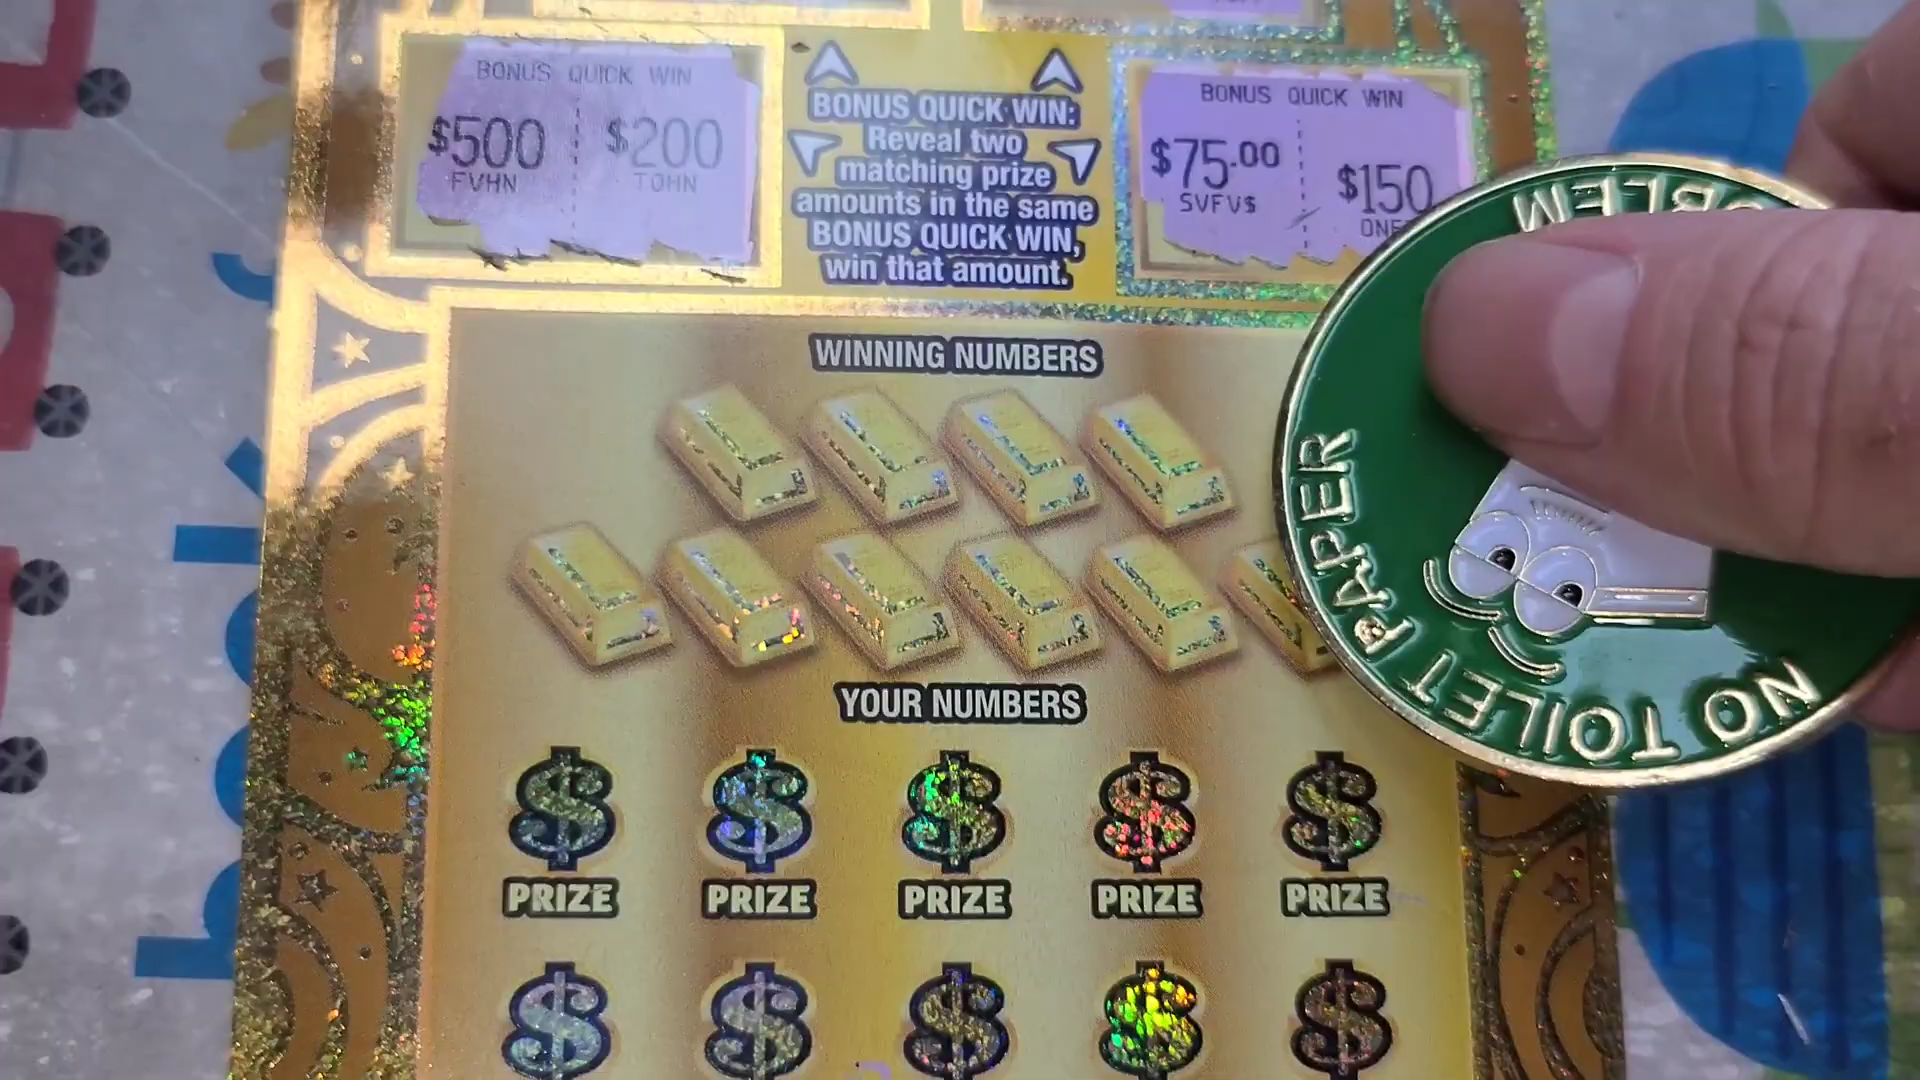 BONUS QUICK WIN
$500 $200
FVHN TOHN
BONUS QUICK WIN:
Reveal two
matching prize
amounts in the same
BONUS QUICK WIN,
win that amount.
BONUS QUICK WIN
$75.00 $150
SVFV$
WINNING NUMBERS
YOUR NUMBERS
PRIZE PRIZE PRIZE PRIZE PRIZE
NO TOILET PAPER